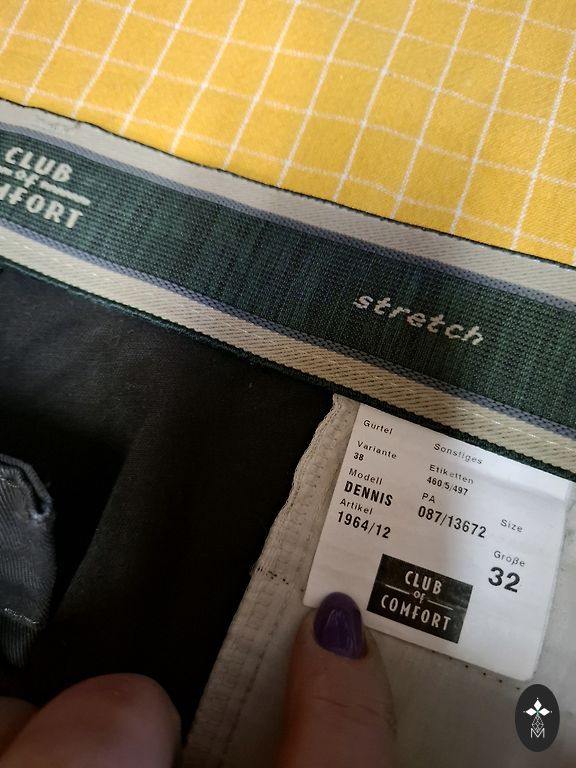 CLUB
of
COMFORT
stretch
Gürtel Sonstiges
Variante Etiketten
38 460/5/497
Modell PA Size
DENNIS 087/13672
Artikel Größe
1964/12 32
CLUB
OF
COMFORT
M